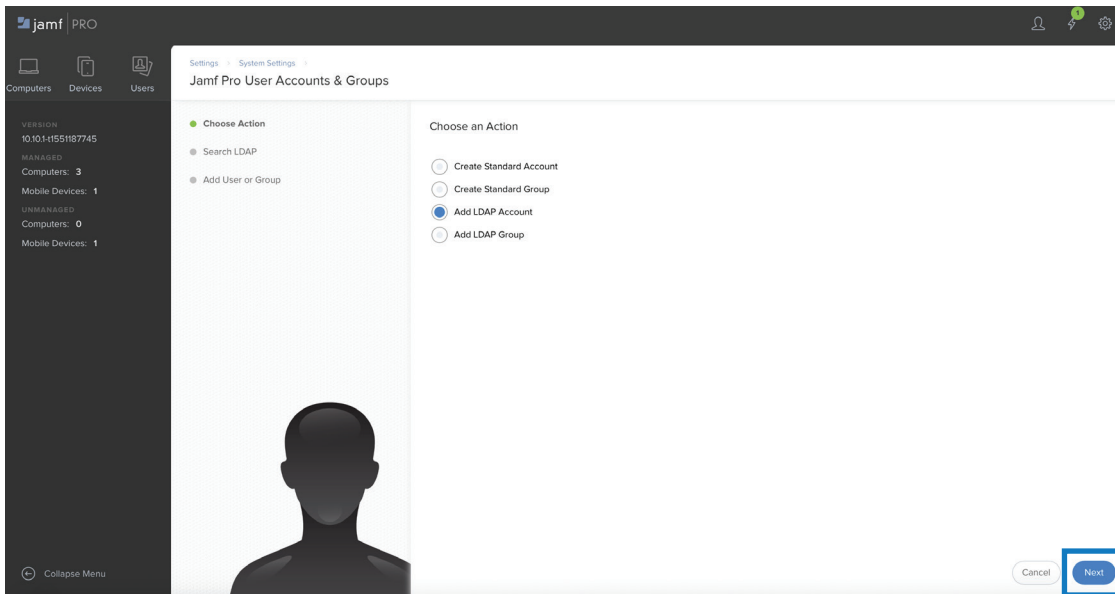 jamf PRO
1
Computers Devices Users
VERSION
10.10.1-t1551187745
MANAGED
Computers: 3
Mobile Devices: 1
UNMANAGED
Computers: 0
Mobile Devices: 1
Collapse Menu
Settings > System Settings >
Jamf Pro User Accounts & Groups
Choose Action
Search LDAP
Add User or Group
Choose an Action
Create Standard Account
Create Standard Group
Add LDAP Account
Add LDAP Group
Cancel Next